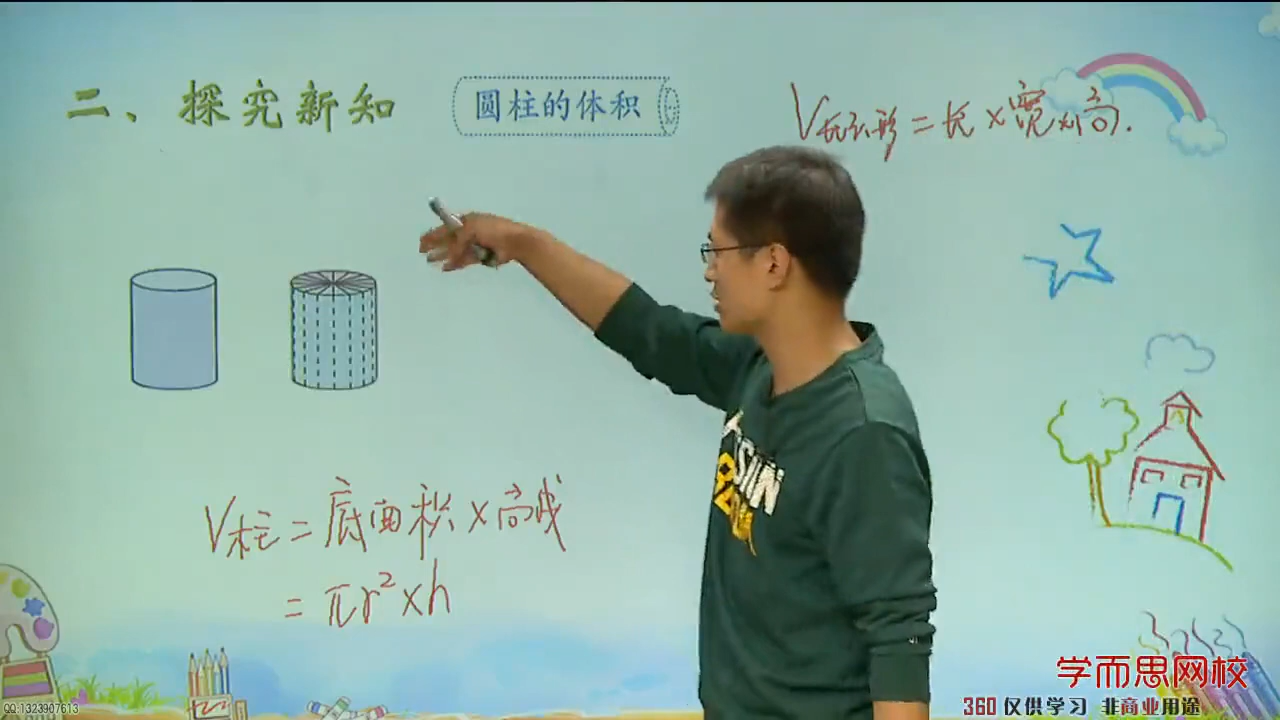 二、探究新知
圆柱的体积
V长方形=长×宽×高.
V柱=底面积×高
=πr²×h
学而思网校
360 仅供学习 非商业用途
QQ:1323907613